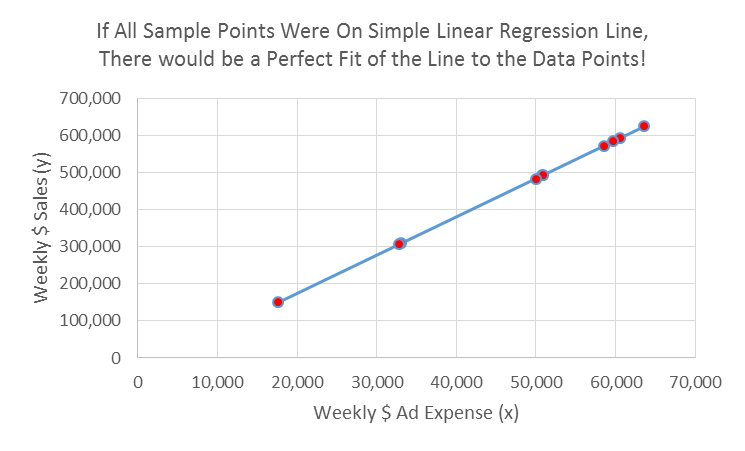 If All Sample Points Were On Simple Linear Regression Line,
There would be a Perfect Fit of the Line to the Data Points!
700,000
600,000
500,000
400,000
300,000
200,000
100,000
0
Weekly $ Sales (y)
0 10,000 20,000 30,000 40,000 50,000 60,000 70,000
Weekly $ Ad Expense (x)